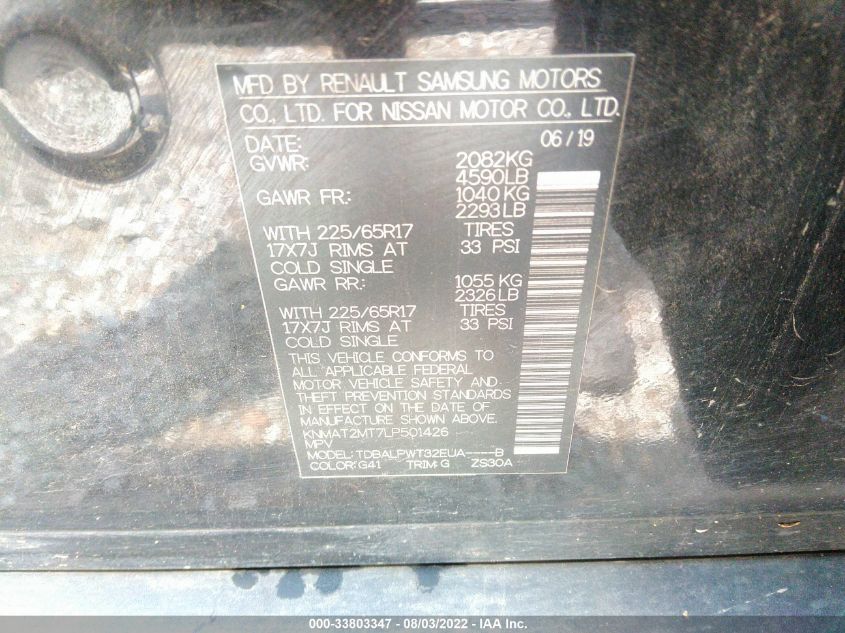 MFD BY RENAULT SAMSUNG MOTORS
CO., LTD. FOR NISSAN MOTOR CO., LTD.
DATE: 06/19
GVWR: 2082KG
4590LB
GAWR FR: 1040 KG
2293LB
WITH 225/65R17 TIRES
17X7J RIMS AT 33 PSI
COLD SINGLE
GAWR RR: 1055 KG
2326LB
WITH 225/65R17 TIRES
17X7J RIMS AT 33 PSI
COLD SINGLE
THIS VEHICLE CONFORMS TO
ALL APPLICABLE FEDERAL
MOTOR VEHICLE SAFETY AND
THEFT PREVENTION STANDARDS
IN EFFECT ON THE DATE OF
MANUFACTURE SHOWN ABOVE.
KNMAT2MT7LP501426
MPV
MODEL: TDBALPWT32EUA----B
COLOR: G41 TRIM: G ZS30A
000-33803347 - 08/03/2022 - IAA Inc.